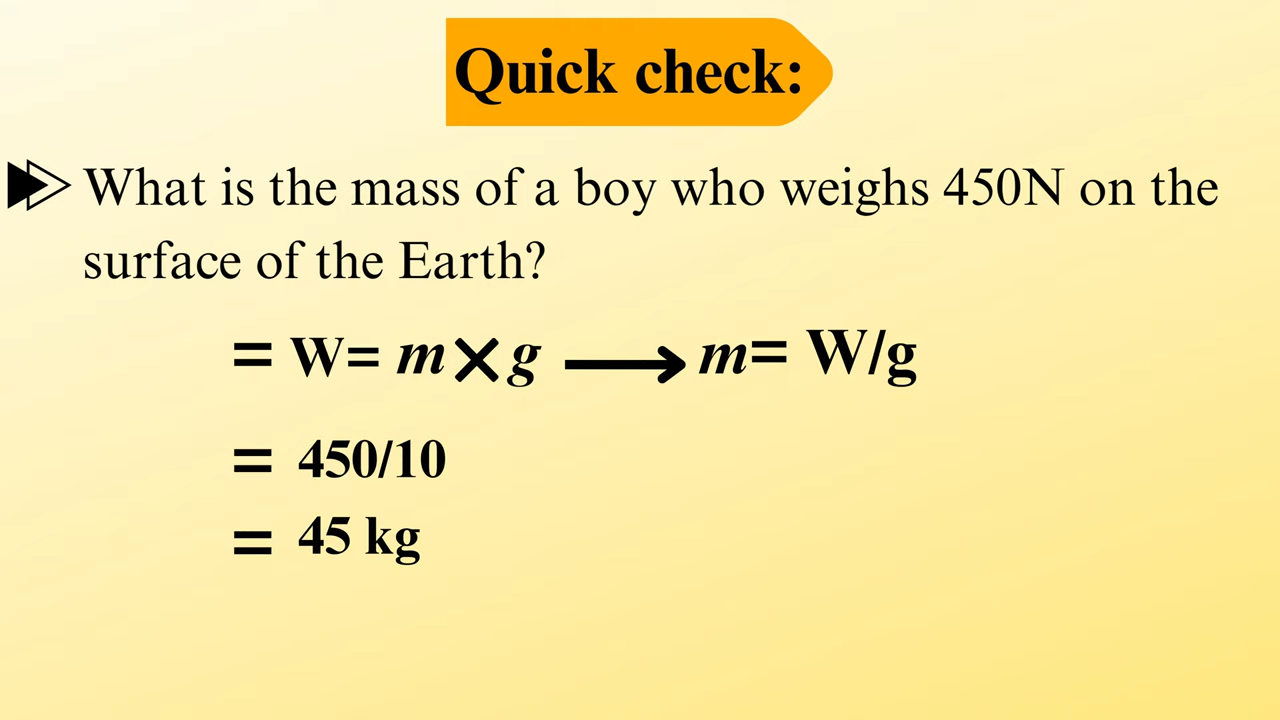 Quick check:
What is the mass of a boy who weighs 450N on the
surface of the Earth?
= W= m×g ⟶ m= W/g
= 450/10
= 45 kg